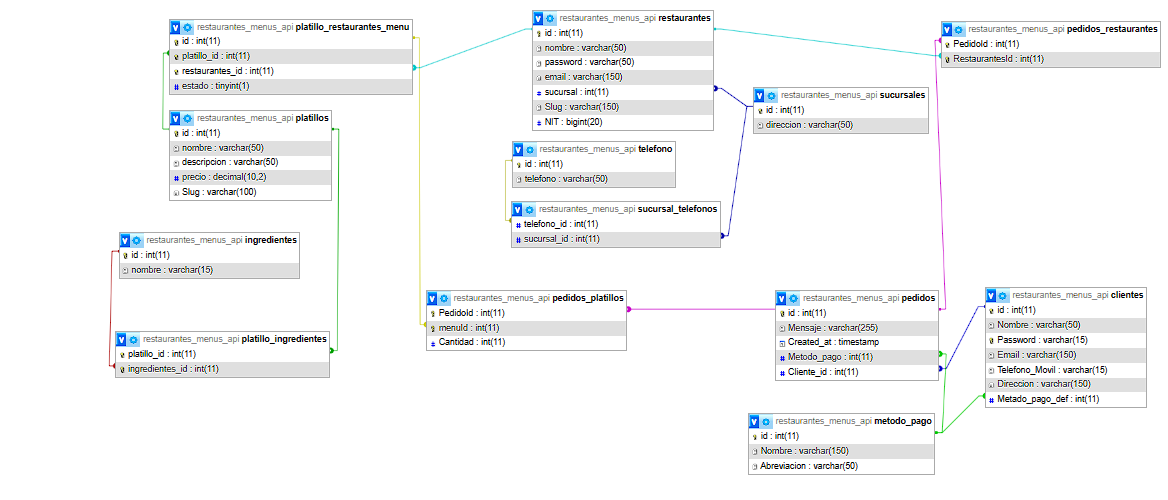 restaurantes_menus_api platillo_restaurantes_menu
id : int(11)
platillo_id : int(11)
restaurantes_id : int(11)
estado : tinyint(1)
restaurantes_menus_api restaurantes
id : int(11)
nombre : varchar(50)
password : varchar(50)
email : varchar(150)
sucursal : int(11)
Slug : varchar(150)
NIT : bigint(20)
restaurantes_menus_api pedidos_restaurantes
PedidoId : int(11)
RestaurantesId : int(11)
restaurantes_menus_api sucursales
id : int(11)
direccion : varchar(50)
restaurantes_menus_api platillos
id : int(11)
nombre : varchar(50)
descripcion : varchar(50)
precio : decimal(10,2)
Slug : varchar(100)
restaurantes_menus_api telefono
id : int(11)
telefono : varchar(50)
restaurantes_menus_api sucursal_telefonos
telefono_id : int(11)
sucursal_id : int(11)
restaurantes_menus_api ingredientes
id : int(11)
nombre : varchar(15)
restaurantes_menus_api platillo_ingredientes
platillo_id : int(11)
ingredientes_id : int(11)
restaurantes_menus_api pedidos_platillos
PedidoId : int(11)
menuId : int(11)
Cantidad : int(11)
restaurantes_menus_api pedidos
id : int(11)
Mensaje : varchar(255)
Created_at : timestamp
Metodo_pago : int(11)
Cliente_id : int(11)
restaurantes_menus_api clientes
id : int(11)
Nombre : varchar(50)
Password : varchar(15)
Email : varchar(150)
Telefono_Movil : varchar(15)
Direccion : varchar(150)
Metado_pago_def : int(11)
restaurantes_menus_api metodo_pago
id : int(11)
Nombre : varchar(150)
Abreviacion : varchar(50)